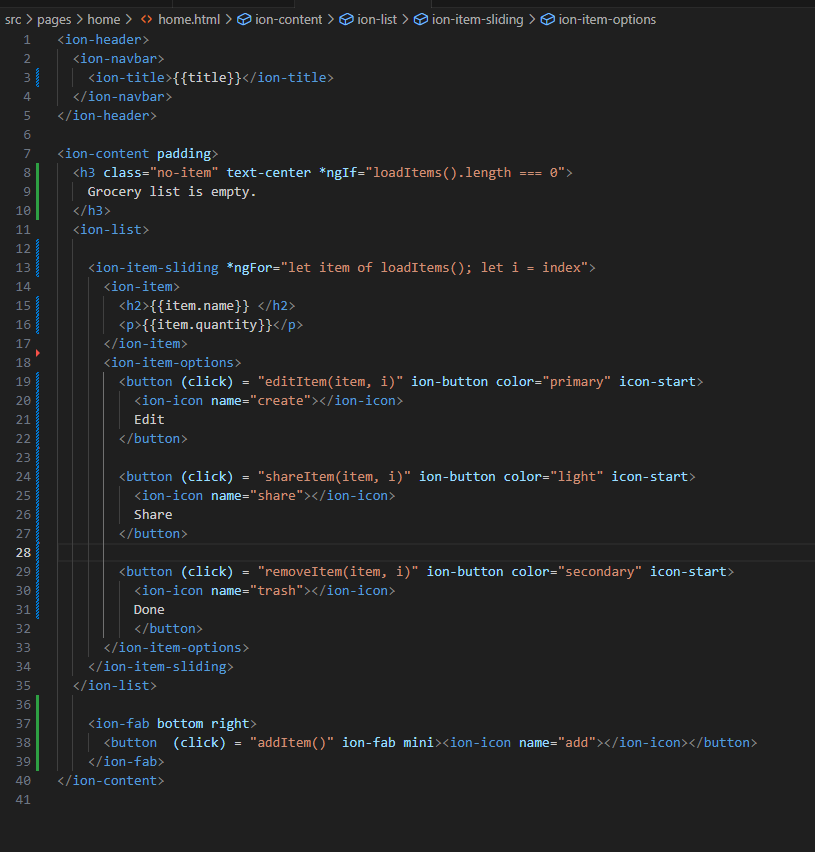 src > pages > home > <> home.html > ion-content > ion-list > ion-item-sliding > ion-item-options
1 <ion-header>
2 <ion-navbar>
3 <ion-title>{{title}}</ion-title>
4 </ion-navbar>
5 </ion-header>
6
7 <ion-content padding>
8 <h3 class="no-item" text-center *ngIf="loadItems().length === 0">
9 Grocery list is empty.
10 </h3>
11 <ion-list>
12
13 <ion-item-sliding *ngFor="let item of loadItems(); let i = index">
14 <ion-item>
15 <h2>{{item.name}} </h2>
16 <p>{{item.quantity}}</p>
17 </ion-item>
18 <ion-item-options>
19 <button (click) = "editItem(item, i)" ion-button color="primary" icon-start>
20 <ion-icon name="create"></ion-icon>
21 Edit
22 </button>
23
24 <button (click) = "shareItem(item, i)" ion-button color="light" icon-start>
25 <ion-icon name="share"></ion-icon>
26 Share
27 </button>
28
29 <button (click) = "removeItem(item, i)" ion-button color="secondary" icon-start>
30 <ion-icon name="trash"></ion-icon>
31 Done
32 </button>
33 </ion-item-options>
34 </ion-item-sliding>
35 </ion-list>
36
37 <ion-fab bottom right>
38 <button  (click) = "addItem()" ion-fab mini><ion-icon name="add"></ion-icon></button>
39 </ion-fab>
40 </ion-content>
41